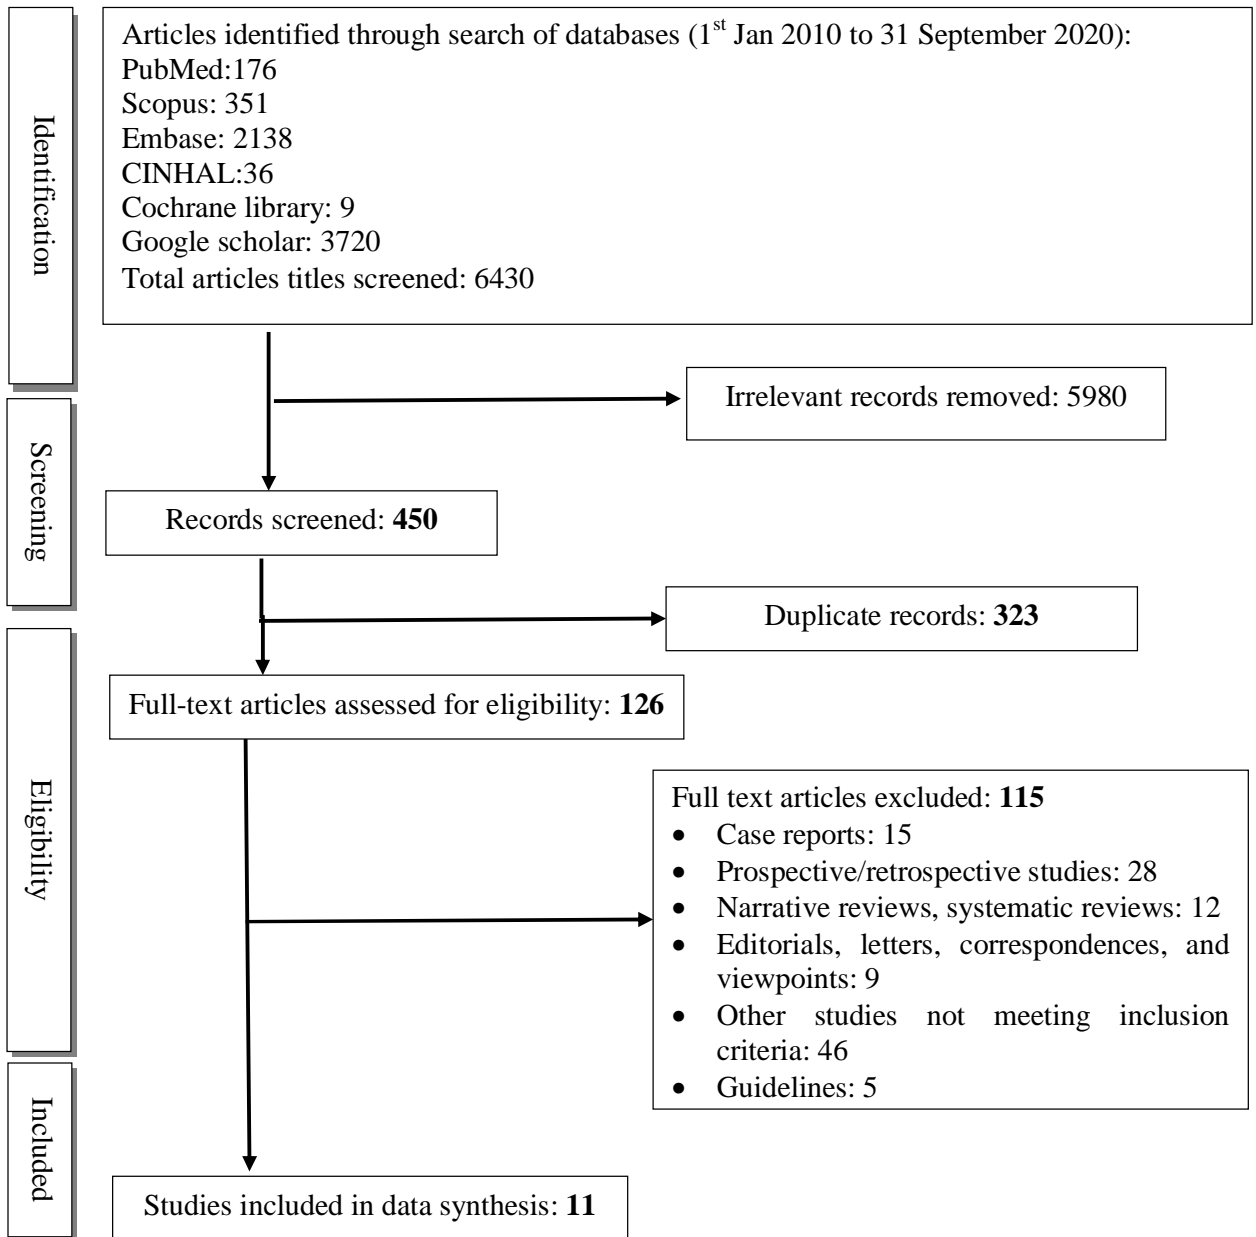 Identification
Articles identified through search of databases (1st Jan 2010 to 31 September 2020):
PubMed:176
Scopus: 351
Embase: 2138
CINHAL:36
Cochrane library: 9
Google scholar: 3720
Total articles titles screened: 6430
Irrelevant records removed: 5980
Screening
Records screened: 450
Duplicate records: 323
Eligibility
Full-text articles assessed for eligibility: 126
Full text articles excluded: 115
• Case reports: 15
• Prospective/retrospective studies: 28
• Narrative reviews, systematic reviews: 12
• Editorials, letters, correspondences, and
viewpoints: 9
• Other studies not meeting inclusion
criteria: 46
• Guidelines: 5
Included
Studies included in data synthesis: 11